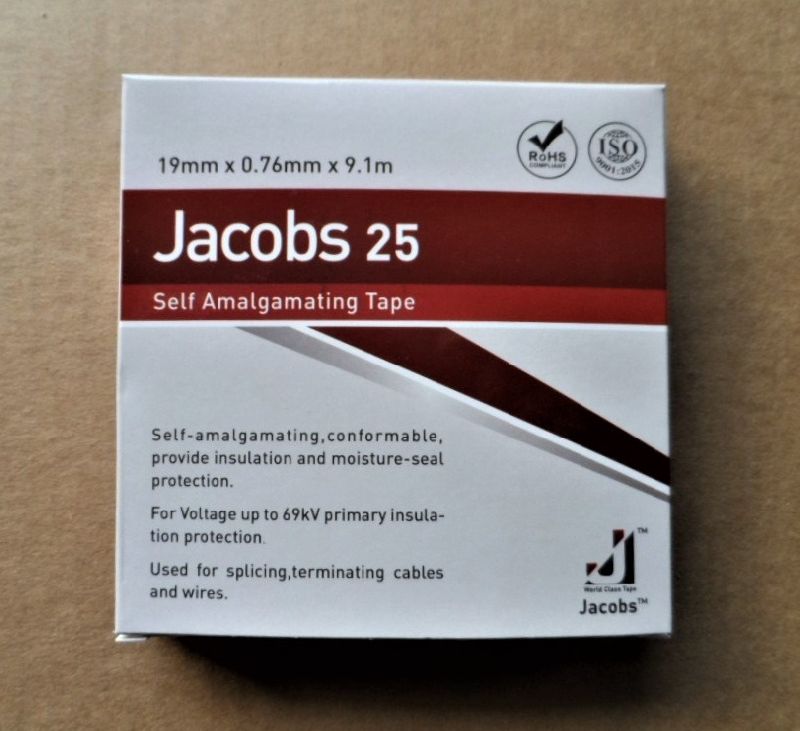 19mm x 0.76mm x 9.1m
RoHS
COMPLIANT
ISO
9001:2015
Jacobs 25
Self Amalgamating Tape
Self-amalgamating,conformable,
provide insulation and moisture-seal
protection.
For Voltage up to 69kV primary insula-
tion protection.
Used for splicing,terminating cables
and wires.
J TM
World Class Tape
Jacobs™